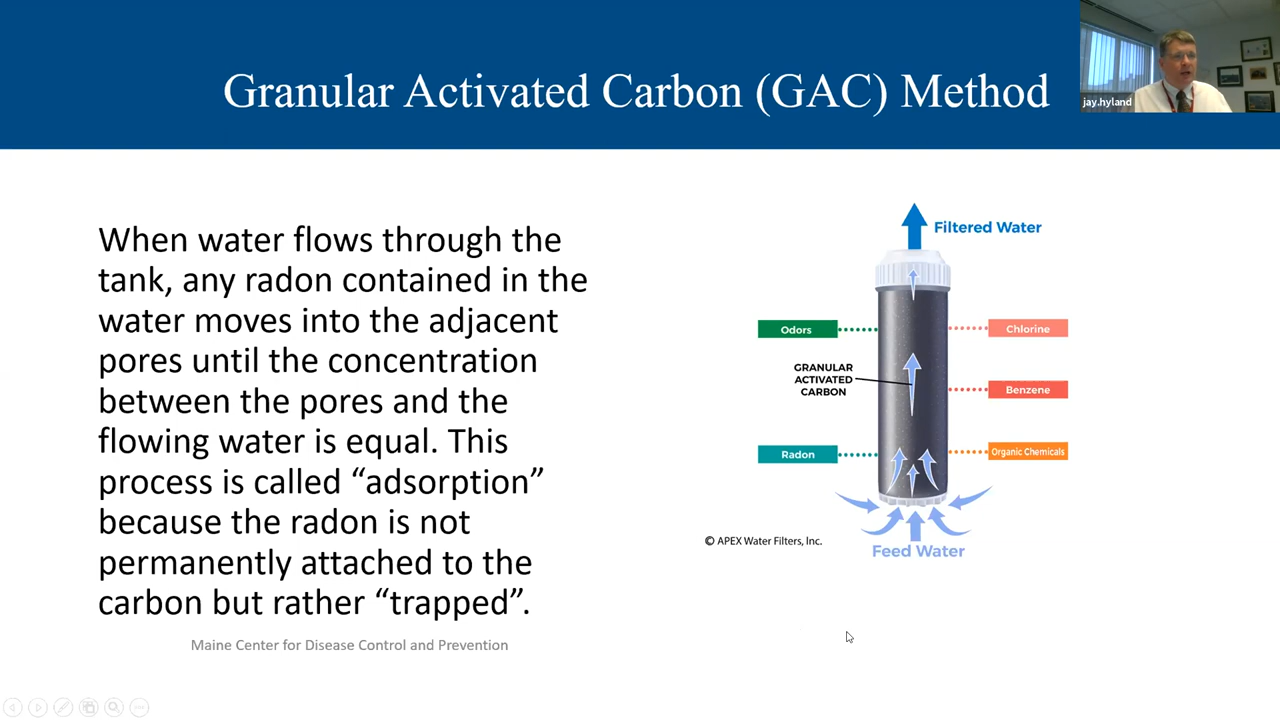 Granular Activated Carbon (GAC) Method
jay.hyland
When water flows through the
tank, any radon contained in the
water moves into the adjacent
pores until the concentration
between the pores and the
flowing water is equal. This
process is called “adsorption”
because the radon is not
permanently attached to the
carbon but rather “trapped”.
Maine Center for Disease Control and Prevention
Filtered Water
Odors
Chlorine
GRANULAR
ACTIVATED
CARBON
Benzene
Radon
Organic Chemicals
© APEX Water Filters, Inc.
Feed Water